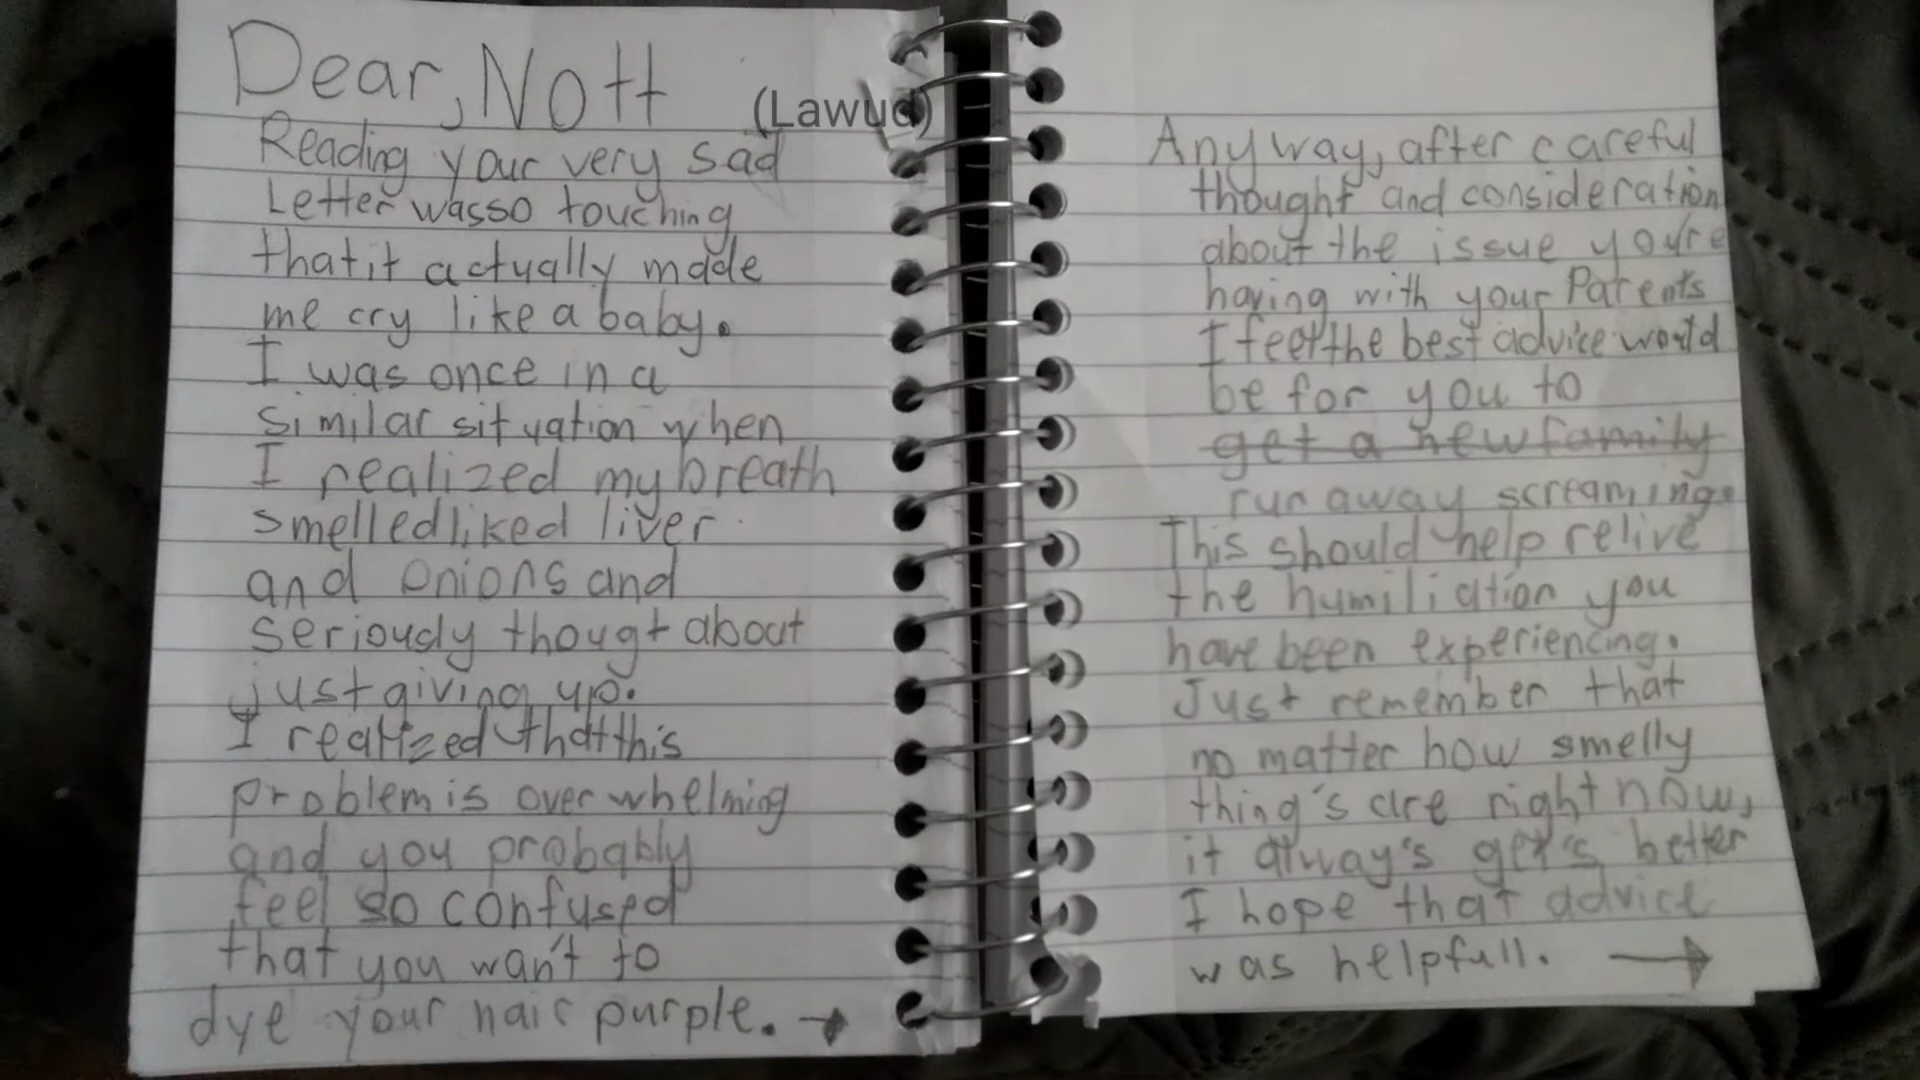 Dear, Nott
(Lawud)
Reading your very sad
Letter wasso touching
that it actually made
me cry like a baby.
I was once in a
similar situation when
I realized my breath
smelled liked liver
and onions and
seriously thougt about
just giving up.
I realized that this
problem is overwhelming
and you probably
feel so confused
that you wan't to
dye your hair purple. →
Anyway, after careful
thought and consideration
about the issue you're
having with your Parents
I feel the best advice would
be for you to
get a new family
run away screaming.
This should help relive
the humiliation you
have been experiencing.
Just remember that
no matter how smelly
thing's are right now,
it alway's get's better
I hope that advice
was helpfull. →